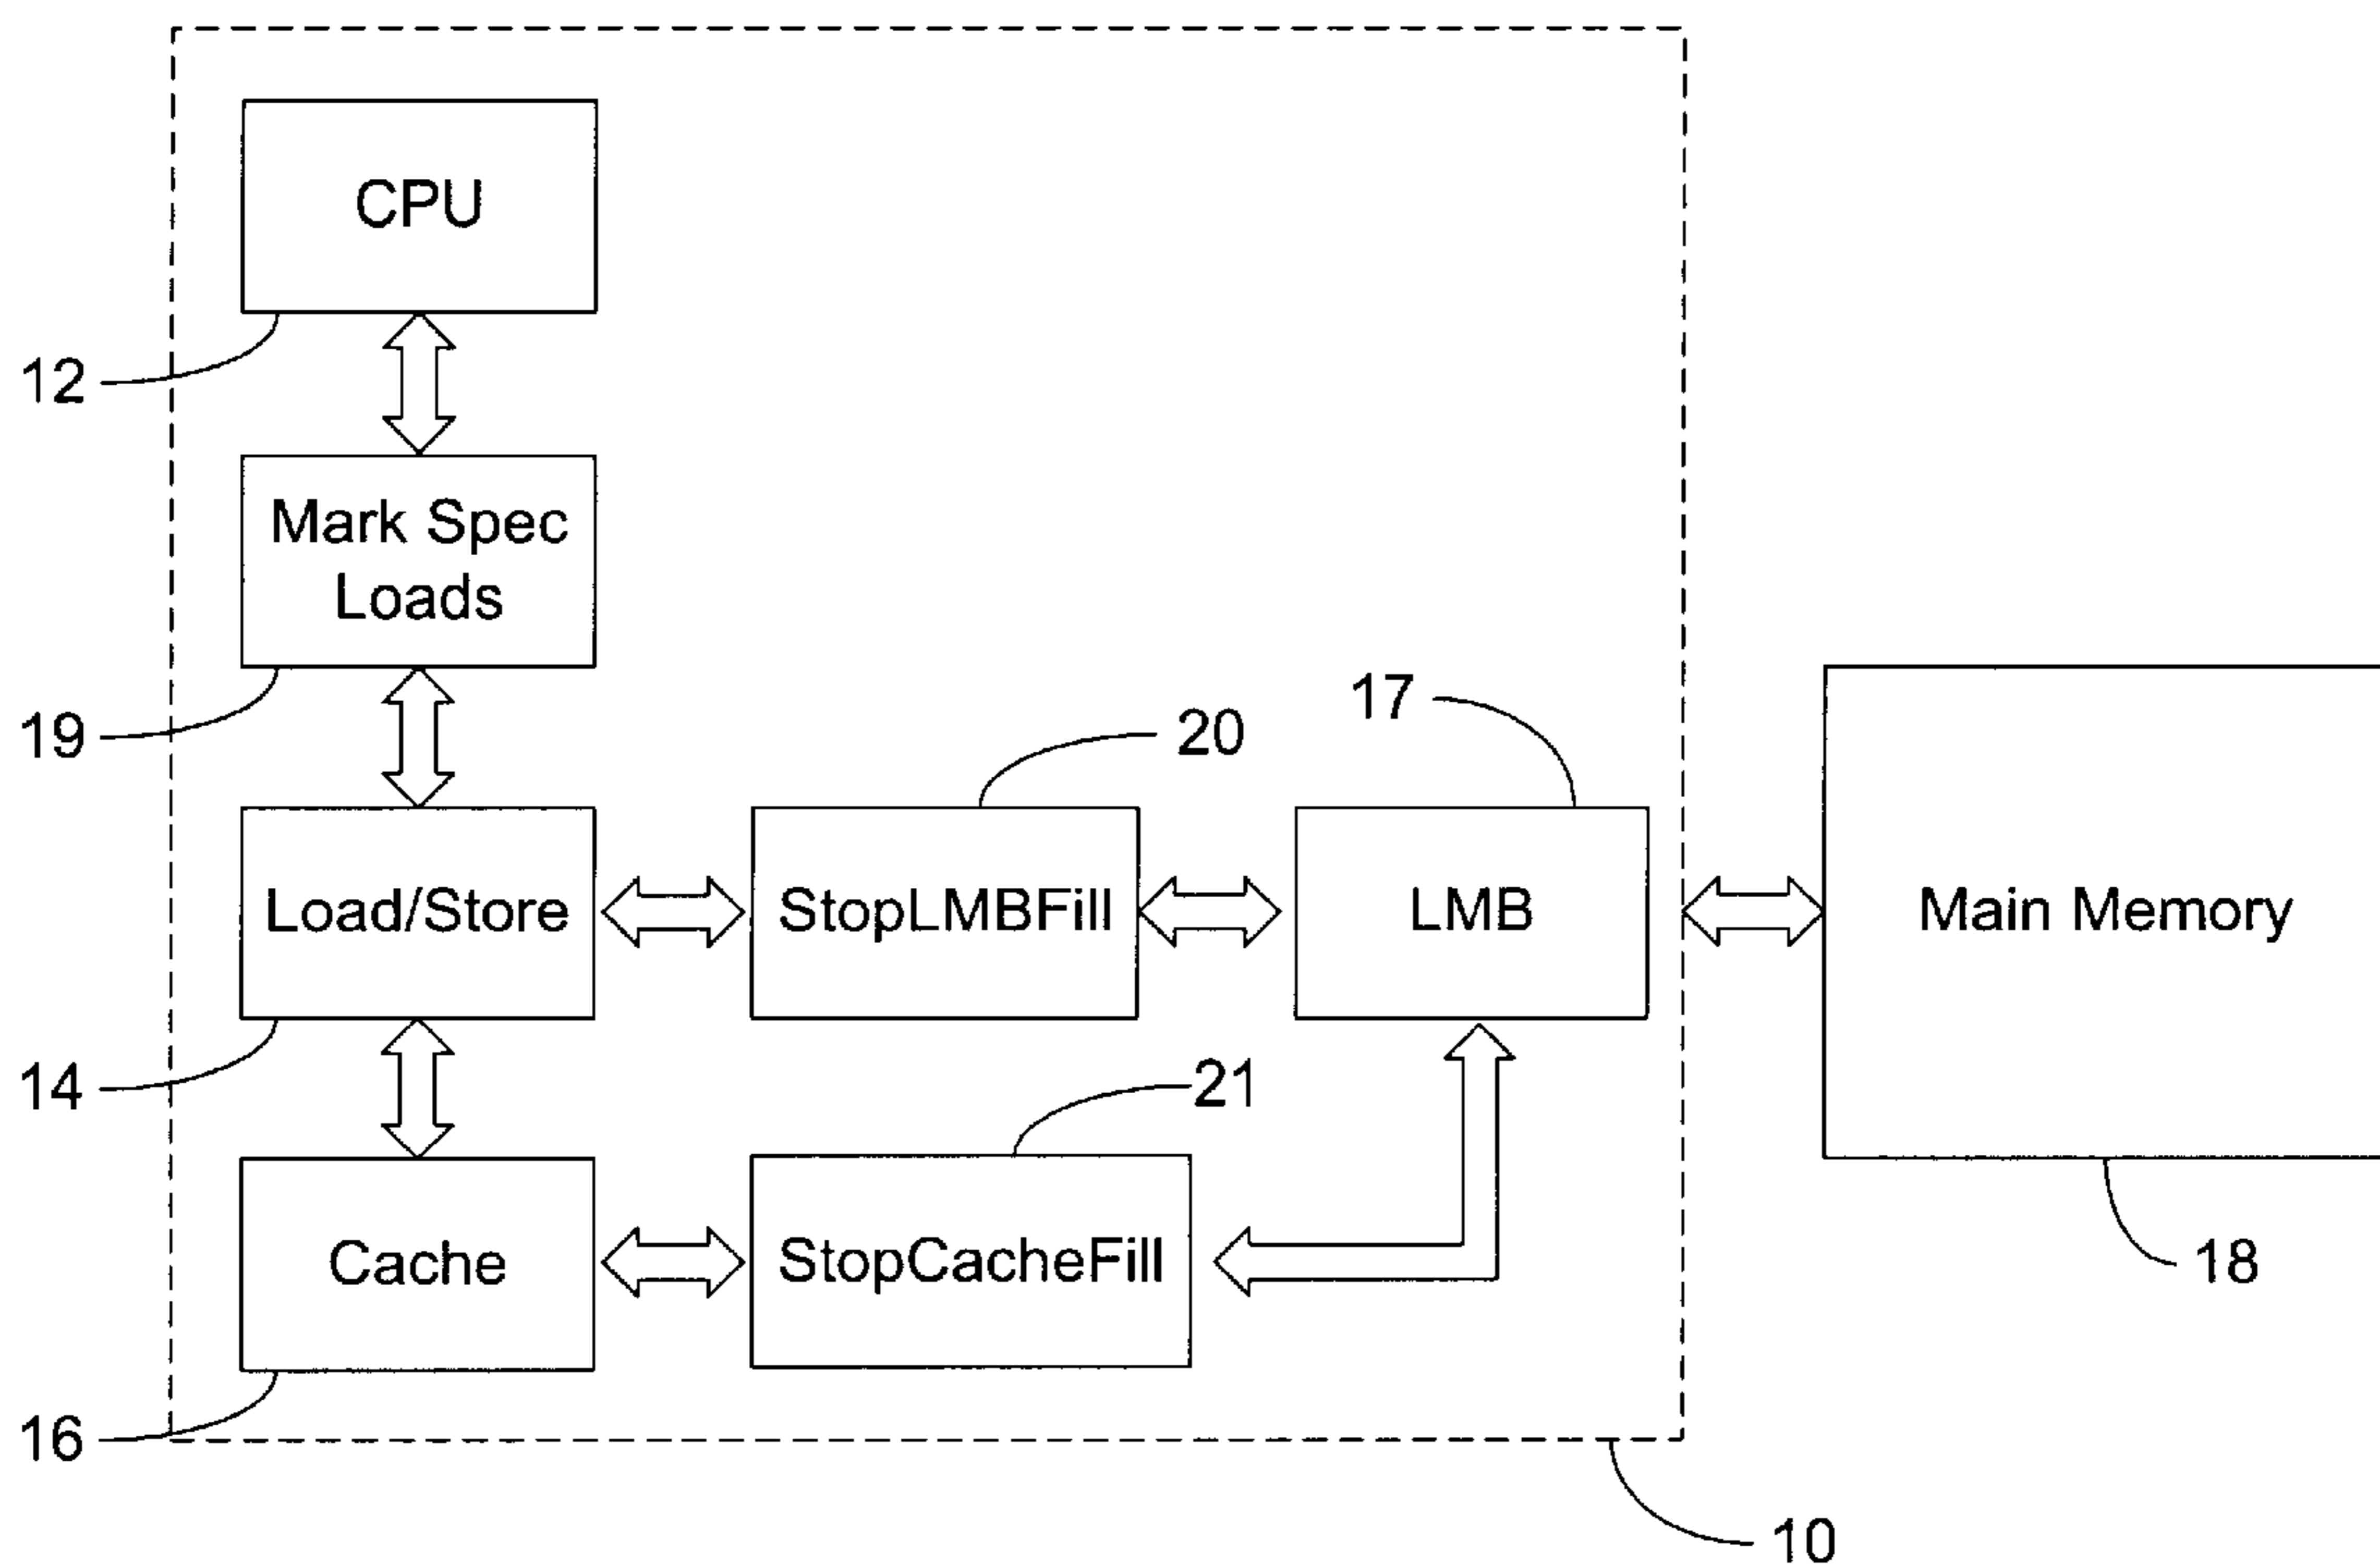 CPU
12
Mark Spec
Loads
19
17
20
Load/Store
StopLMBFill
LMB
Main Memory
14
21
Cache
StopCacheFill
18
16
10